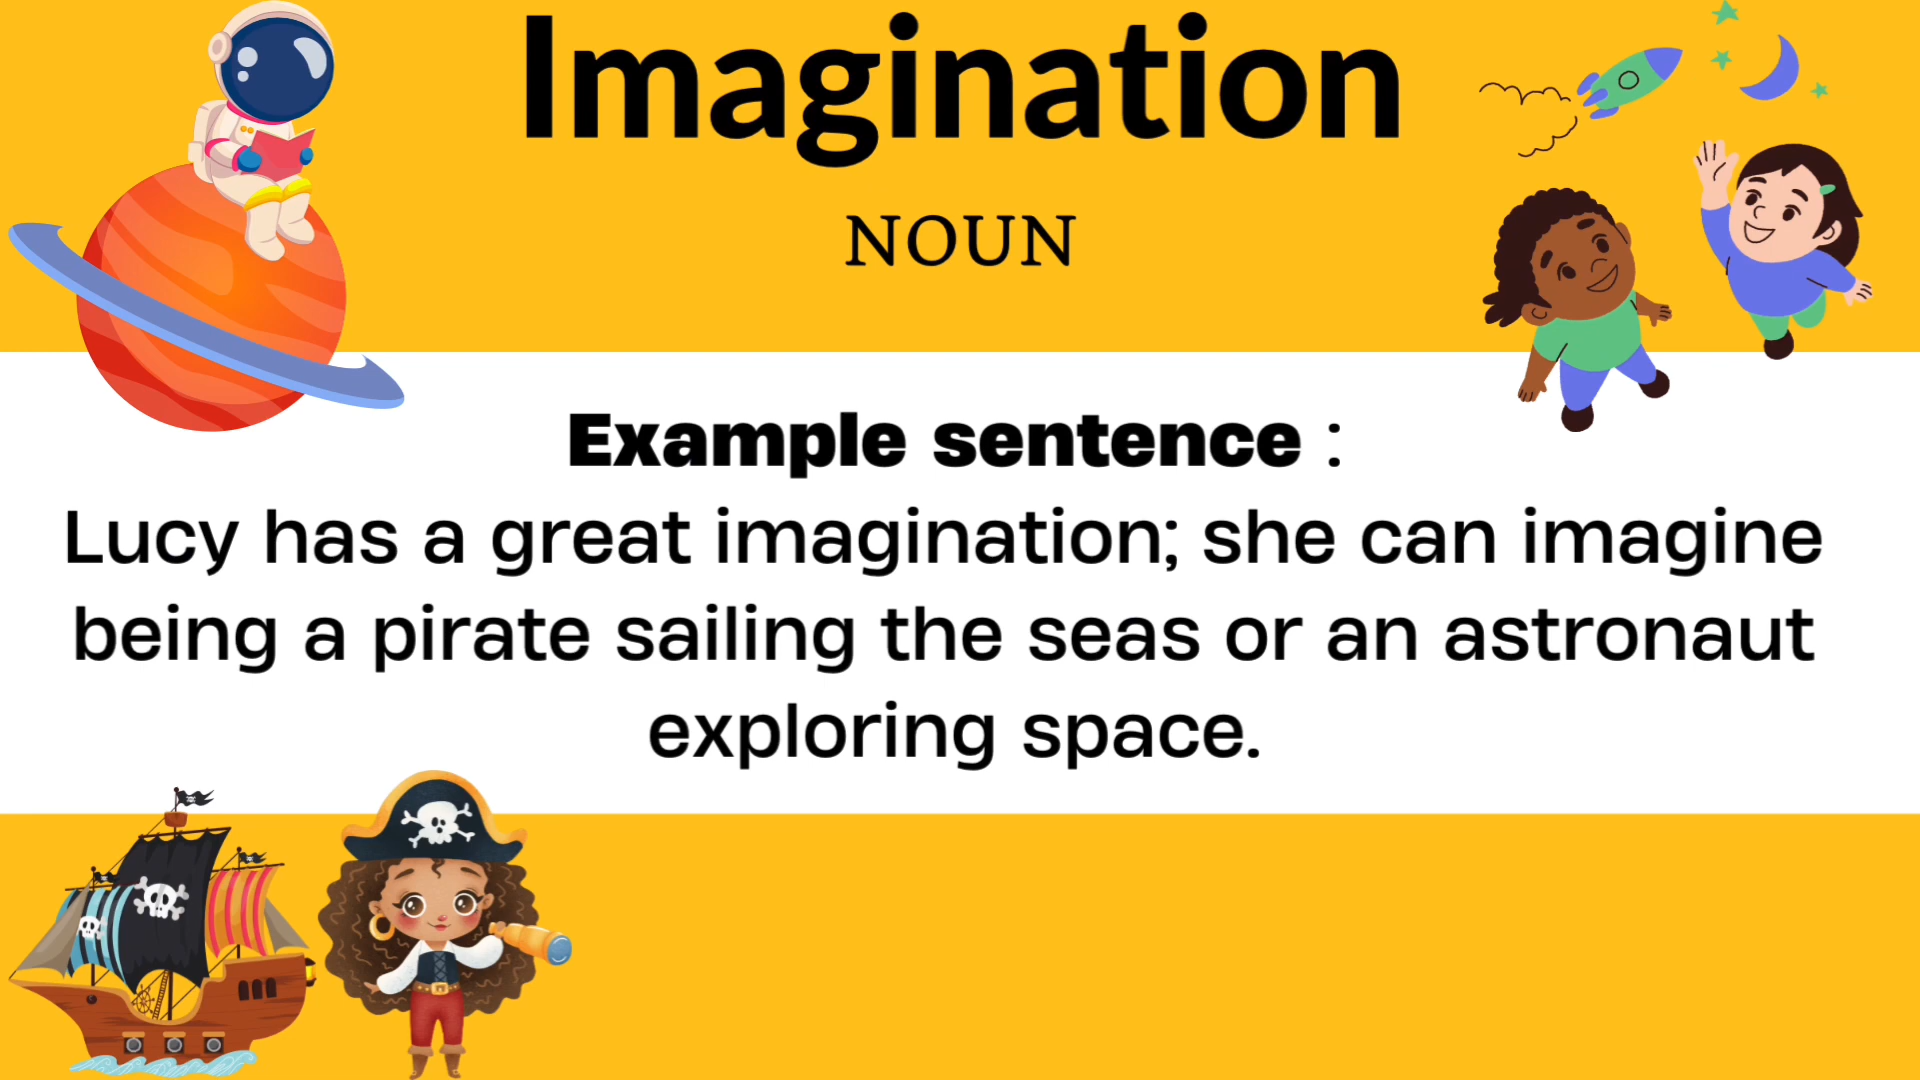 Imagination
NOUN
Example sentence :
Lucy has a great imagination; she can imagine
being a pirate sailing the seas or an astronaut
exploring space.